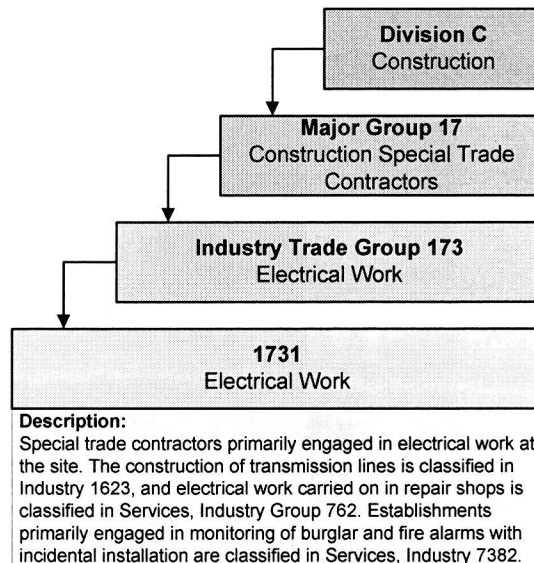 Division C
Construction
Major Group 17
Construction Special Trade
Contractors
Industry Trade Group 173
Electrical Work
1731
Electrical Work
Description:
Special trade contractors primarily engaged in electrical work at
the site. The construction of transmission lines is classified in
Industry 1623, and electrical work carried on in repair shops is
classified in Services, Industry Group 762. Establishments
primarily engaged in monitoring of burglar and fire alarms with
incidental installation are classified in Services, Industry 7382.